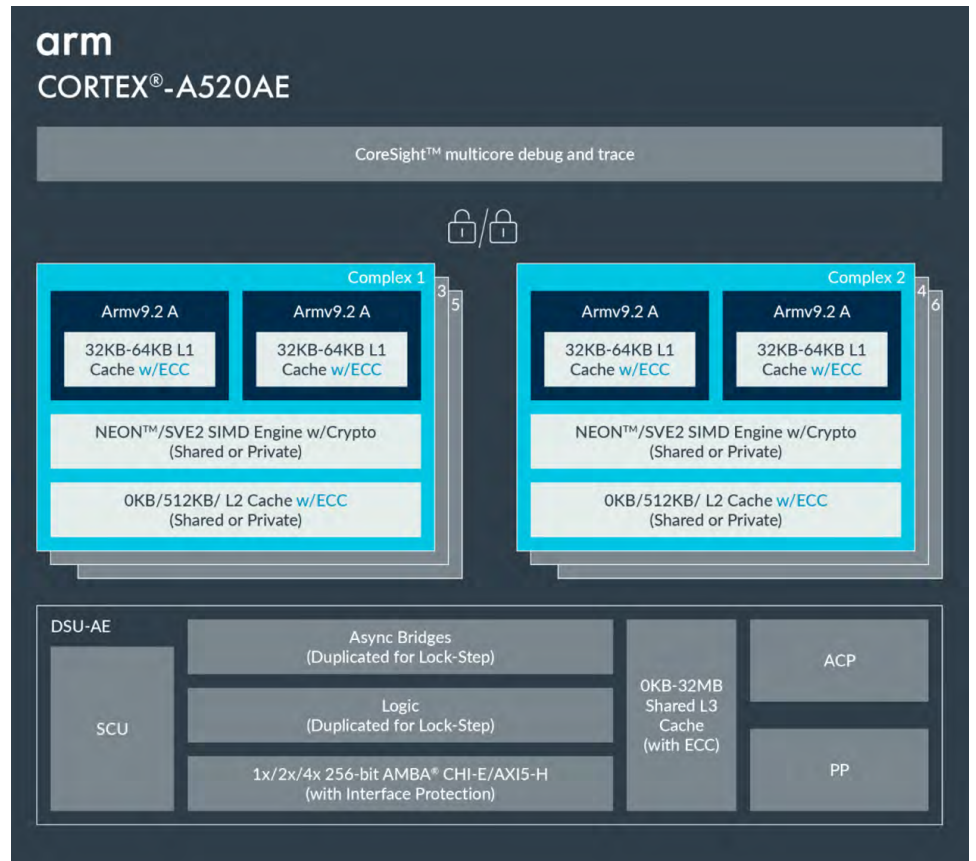 arm
CORTEX®-A520AE
CoreSight™ multicore debug and trace
Complex 1
3
5
Armv9.2 A
32KB-64KB L1
Cache w/ECC
Armv9.2 A
32KB-64KB L1
Cache w/ECC
NEON™/SVE2 SIMD Engine w/Crypto
(Shared or Private)
0KB/512KB/ L2 Cache w/ECC
(Shared or Private)
Complex 2
4
6
Armv9.2 A
32KB-64KB L1
Cache w/ECC
Armv9.2 A
32KB-64KB L1
Cache w/ECC
NEON™/SVE2 SIMD Engine w/Crypto
(Shared or Private)
0KB/512KB/ L2 Cache w/ECC
(Shared or Private)
DSU-AE
SCU
Async Bridges
(Duplicated for Lock-Step)
Logic
(Duplicated for Lock-Step)
1x/2x/4x 256-bit AMBA® CHI-E/AXI5-H
(with Interface Protection)
0KB-32MB
Shared L3
Cache
(with ECC)
ACP
PP